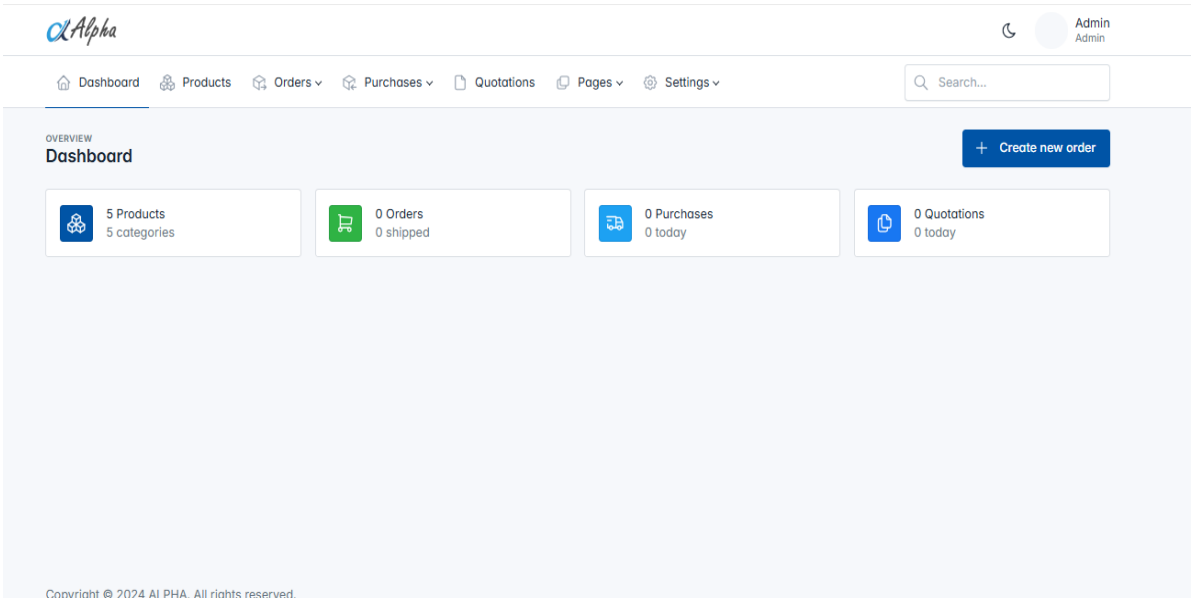 Alpha
Admin
Admin
Dashboard Products Orders Purchases Quotations Pages Settings Search...
OVERVIEW
Dashboard
+ Create new order
5 Products
5 categories
0 Orders
0 shipped
0 Purchases
0 today
0 Quotations
0 today
Copyright © 2024 ALPHA. All rights reserved.